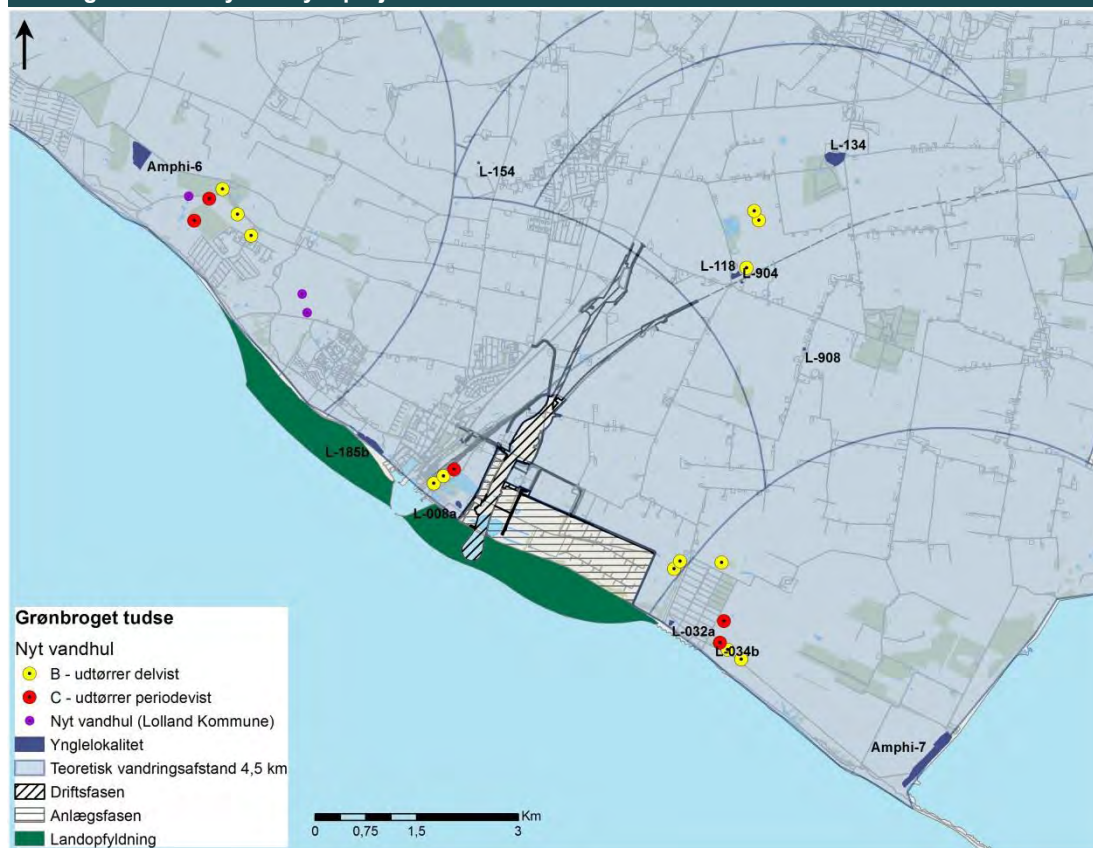 Amphi-6
L-154
L-134
L-118
L-904
L-908
L-185b
L-008a
L-032a
L-034b
Amphi-7
Grønbroget tudse
Nyt vandhul
B - udtørrer delvist
C - udtørrer periodevist
Nyt vandhul (Lolland Kommune)
Ynglelokalitet
Teoretisk vandringsafstand 4,5 km
Driftsfasen
Anlægsfasen
Landopfyldning
Km
0 0,75 1,5 3